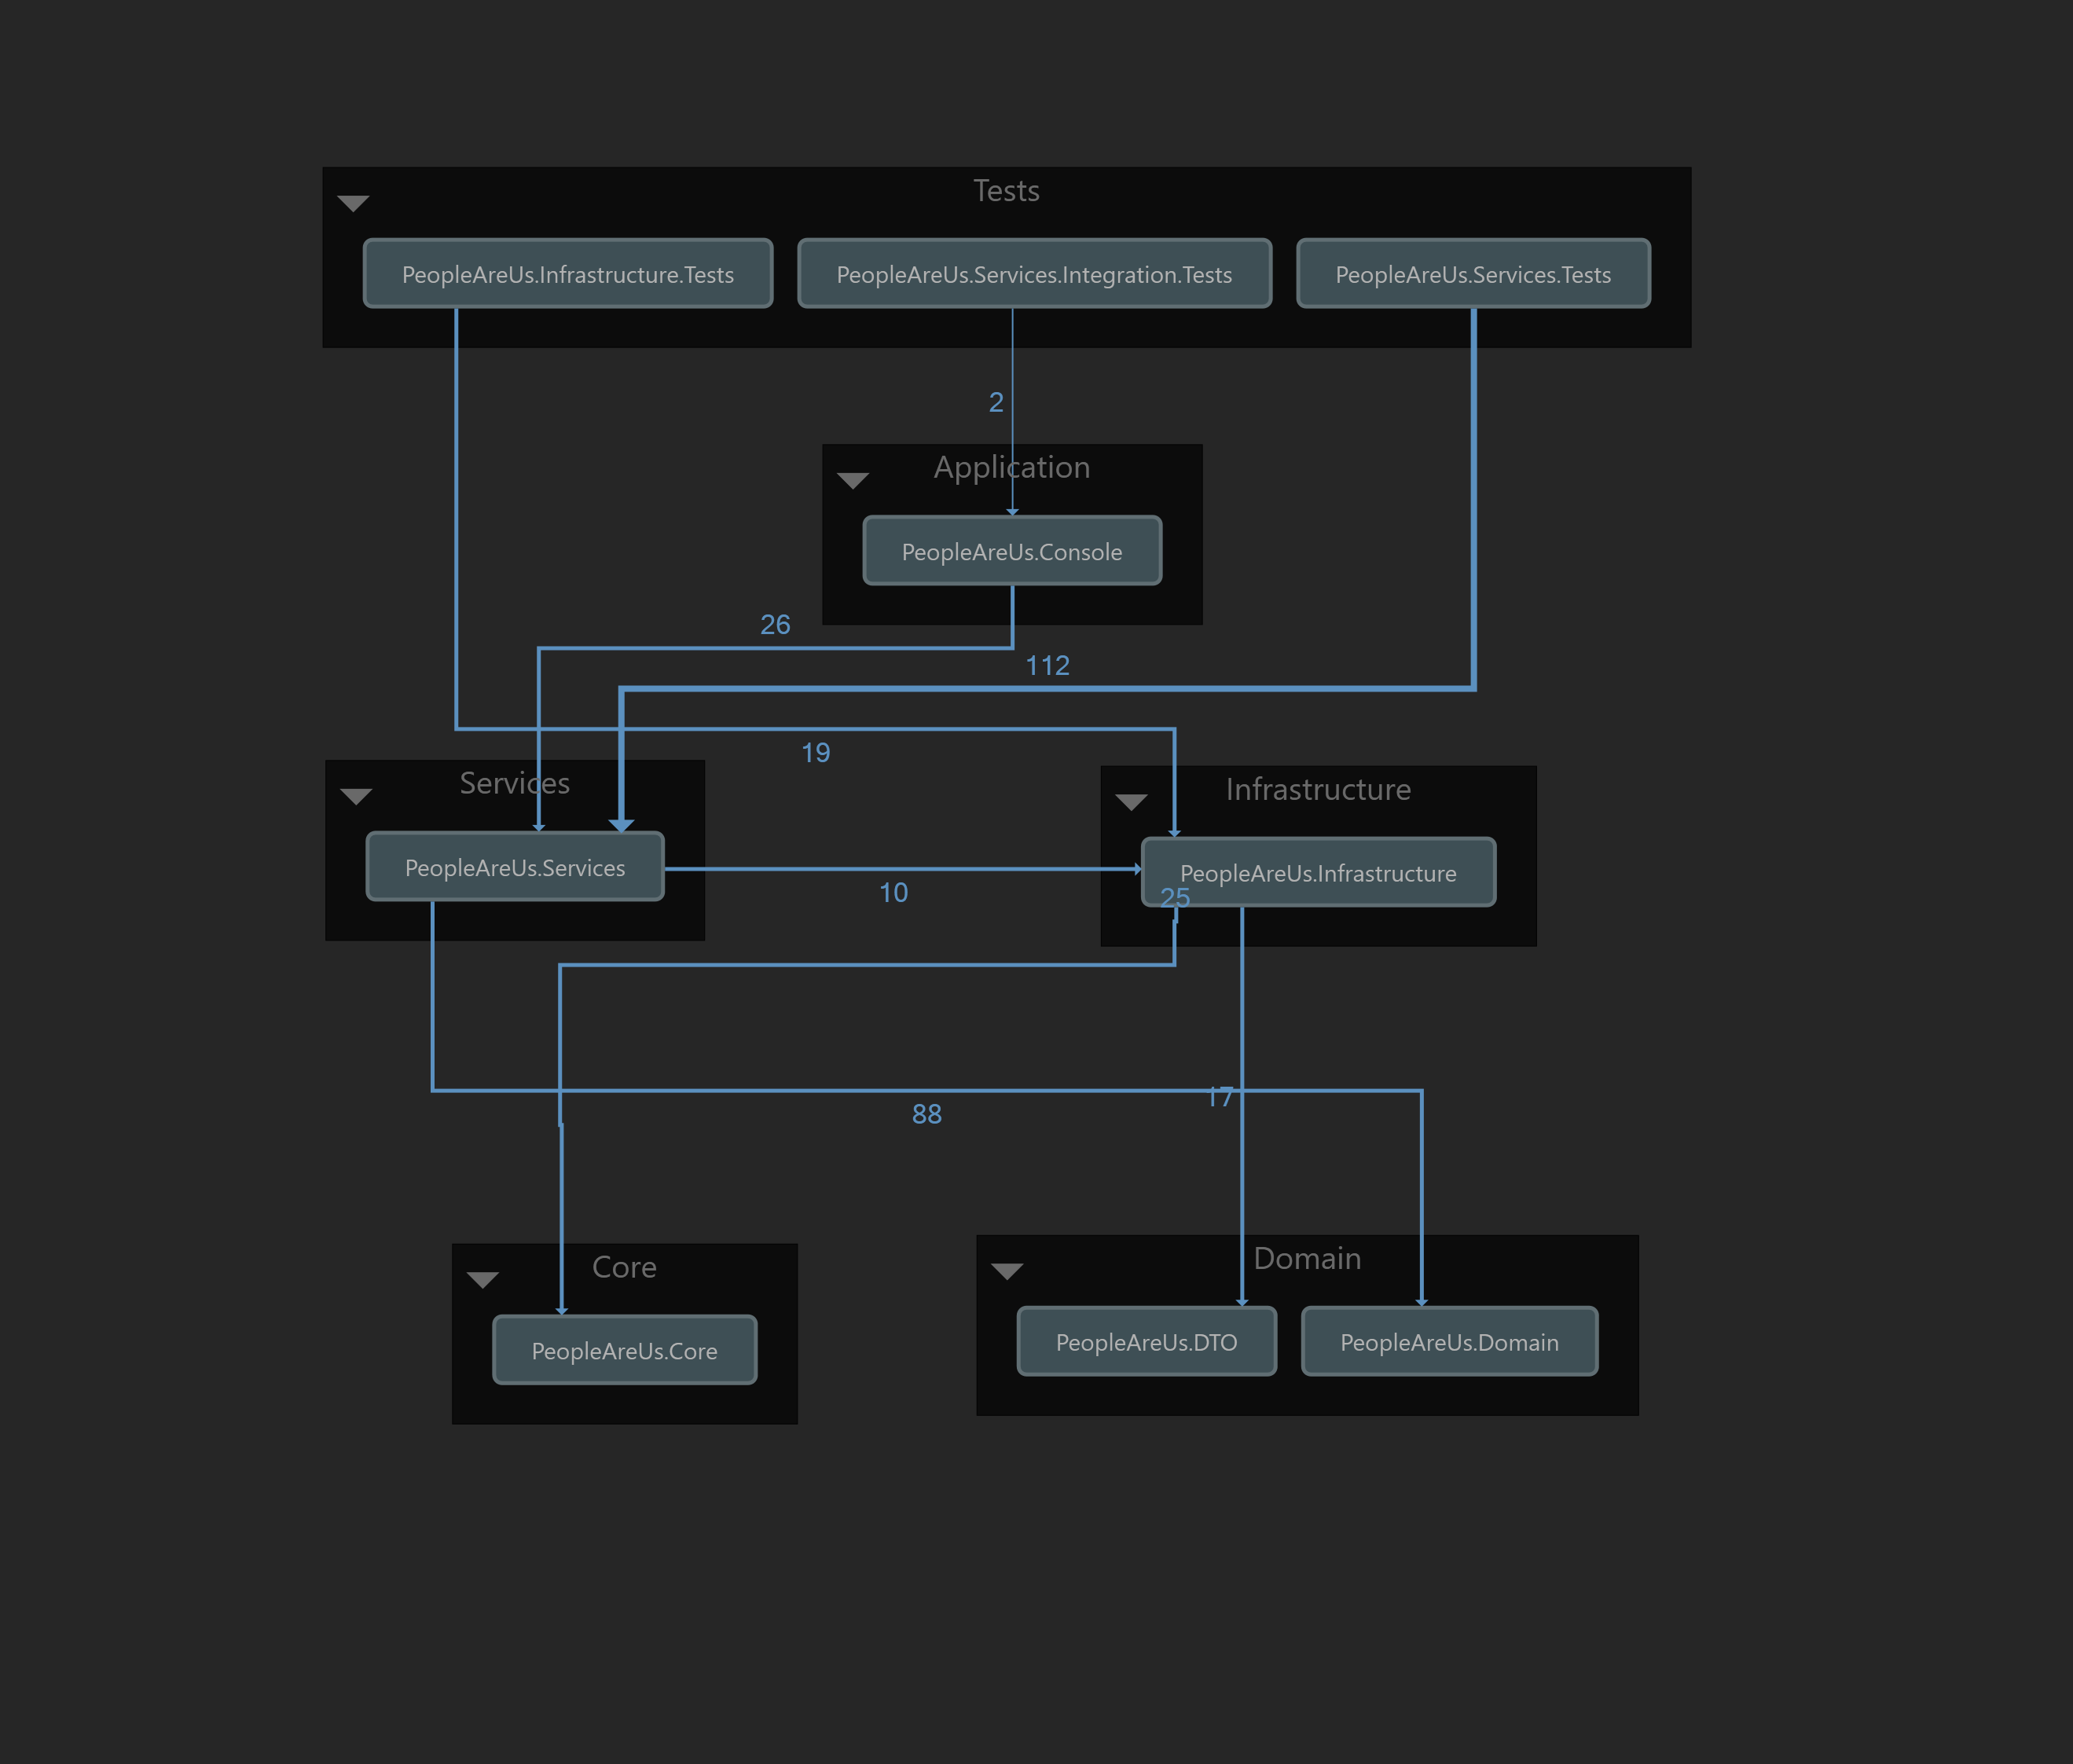 Tests
PeopleAreUs.Infrastructure.Tests
PeopleAreUs.Services.Integration.Tests
PeopleAreUs.Services.Tests
2
Application
PeopleAreUs.Console
26
112
19
Services
Infrastructure
PeopleAreUs.Services
PeopleAreUs.Infrastructure
10
25
17
88
Core
Domain
PeopleAreUs.Core
PeopleAreUs.DTO
PeopleAreUs.Domain